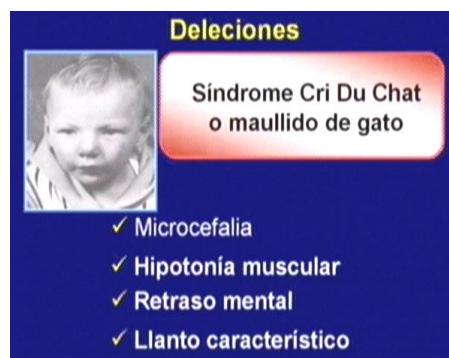 Deleciones
Síndrome Cri Du Chat
o maullido de gato
✓ Microcefalia
✓ Hipotonía muscular
✓ Retraso mental
✓ Llanto característico